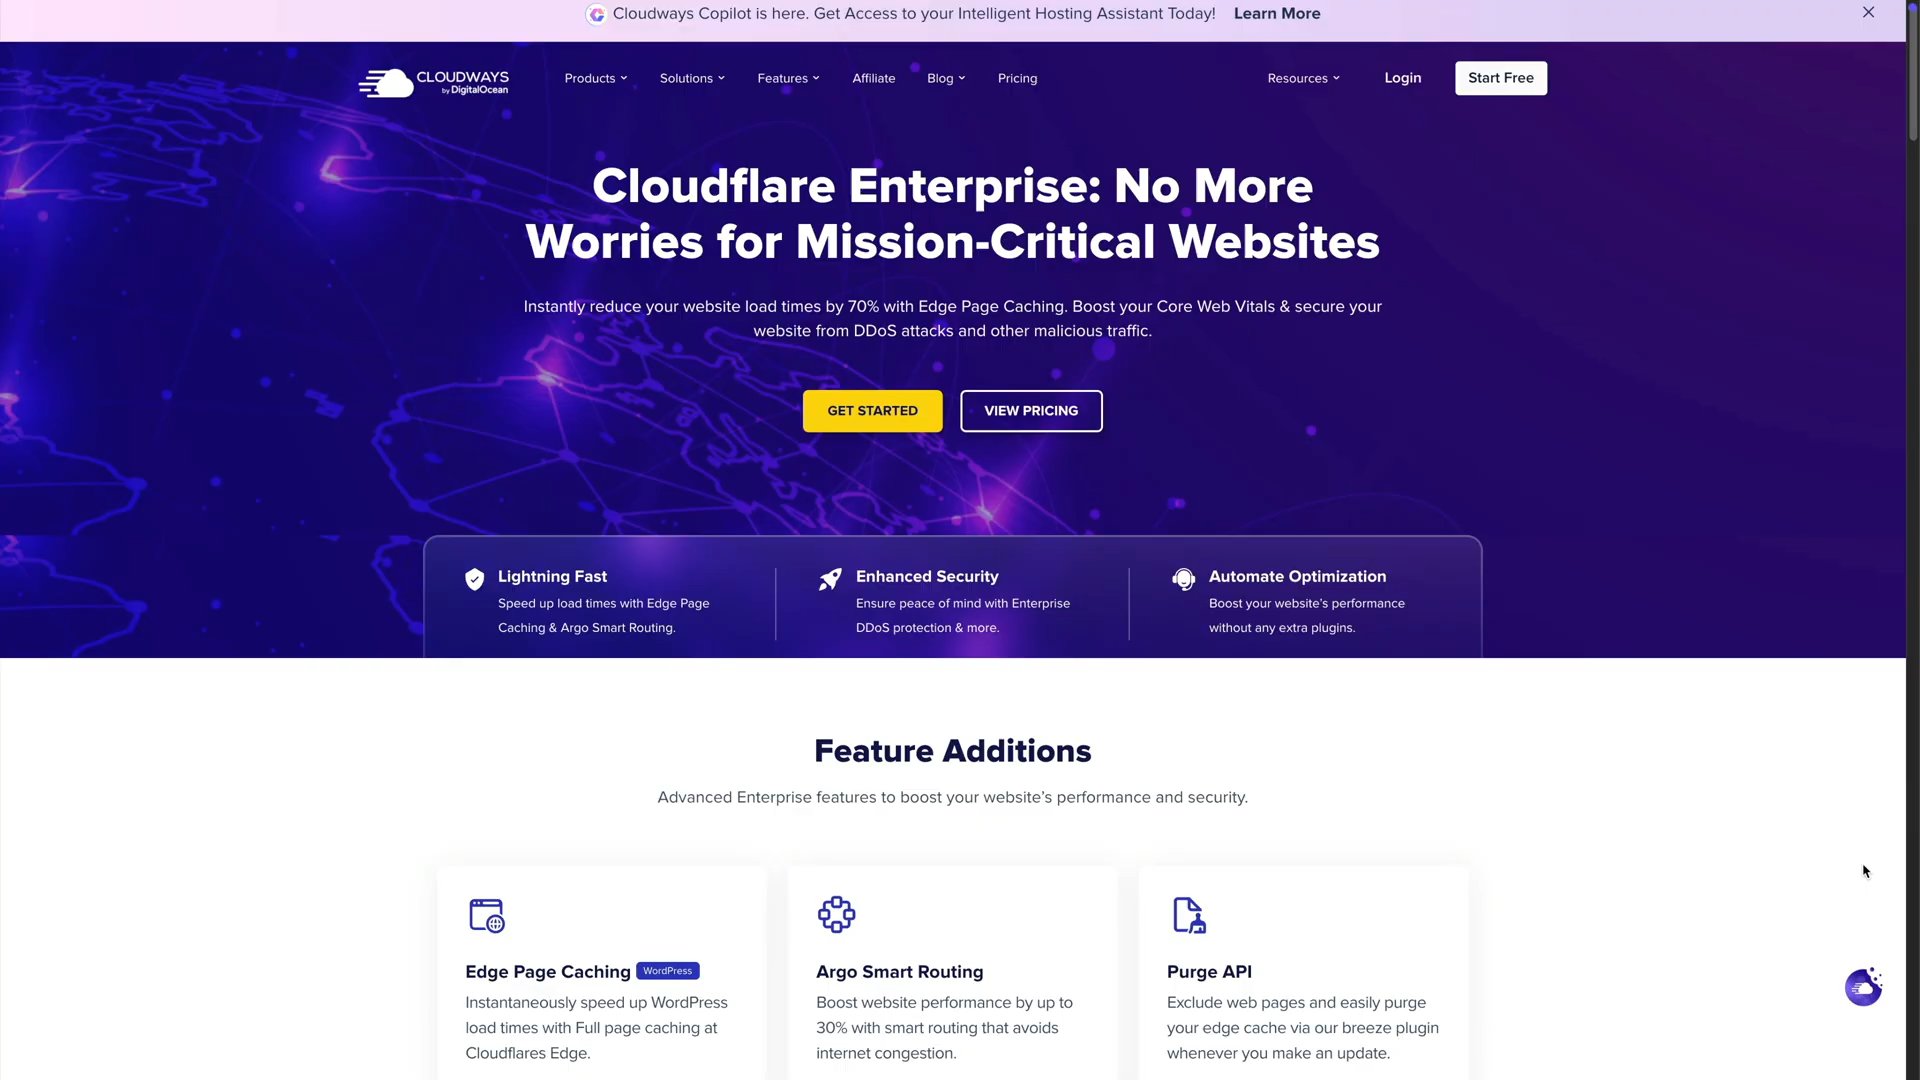 Cloudways Copilot is here. Get Access to your Intelligent Hosting Assistant Today! Learn More
CLOUDWAYS
by DigitalOcean
Products
Solutions
Features
Affiliate
Blog
Pricing
Resources
Login
Start Free
Cloudflare Enterprise: No More
Worries for Mission-Critical Websites
Instantly reduce your website load times by 70% with Edge Page Caching. Boost your Core Web Vitals & secure your
website from DDoS attacks and other malicious traffic.
GET STARTED
VIEW PRICING
Lightning Fast
Speed up load times with Edge Page
Caching & Argo Smart Routing.
Enhanced Security
Ensure peace of mind with Enterprise
DDoS protection & more.
Automate Optimization
Boost your website’s performance
without any extra plugins.
Feature Additions
Advanced Enterprise features to boost your website’s performance and security.
Edge Page Caching WordPress
Instantaneously speed up WordPress
load times with Full page caching at
Cloudflares Edge.
Argo Smart Routing
Boost website performance by up to
30% with smart routing that avoids
internet congestion.
Purge API
Exclude web pages and easily purge
your edge cache via our breeze plugin
whenever you make an update.